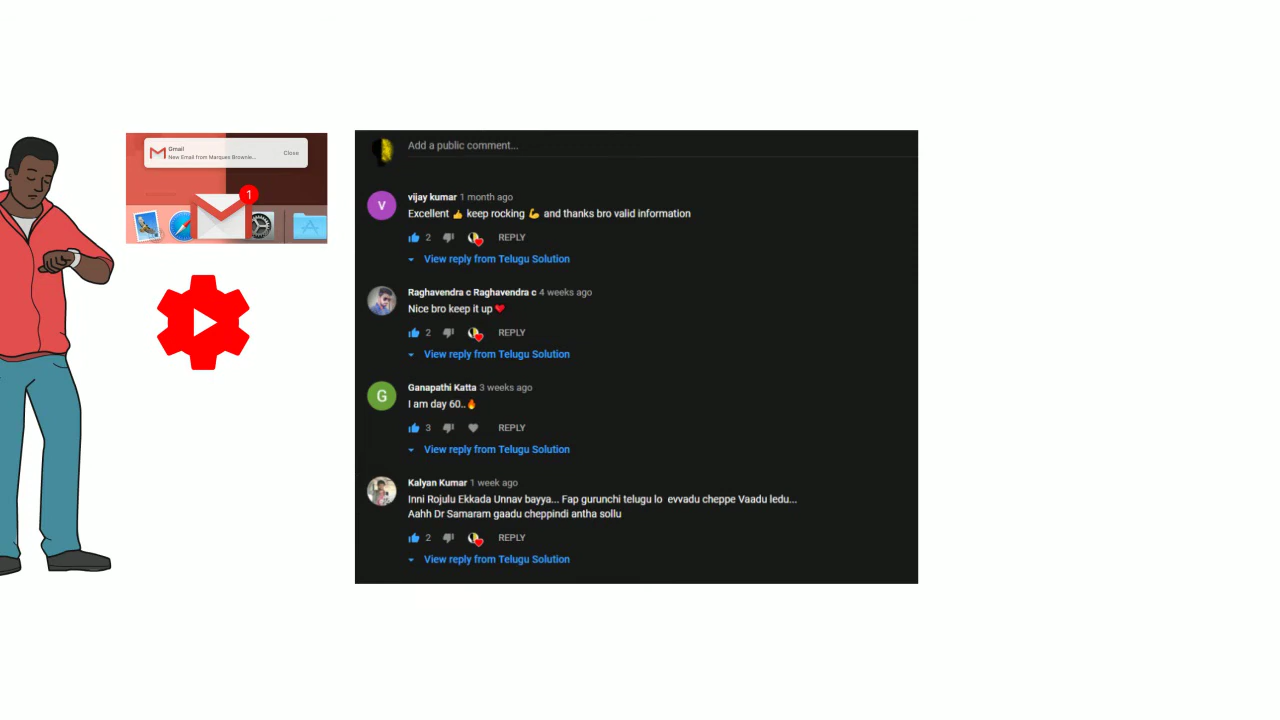 Gmail
New Email from Marques Brownle...
Close
1
Add a public comment...
V
vijay kumar 1 month ago
Excellent 👍 keep rocking 💪 and thanks bro valid information
2 REPLY
View reply from Telugu Solution
Raghavendra c Raghavendra c 4 weeks ago
Nice bro keep it up ❤
2 REPLY
View reply from Telugu Solution
G
Ganapathi Katta 3 weeks ago
I am day 60.. 🔥
3 REPLY
View reply from Telugu Solution
Kalyan Kumar 1 week ago
Inni Rojulu Ekkada Unnav bayya... Fap gurunchi telugu lo evvadu cheppe Vaadu ledu...
Aahh Dr Samaram gaadu cheppindi antha sollu
2 REPLY
View reply from Telugu Solution